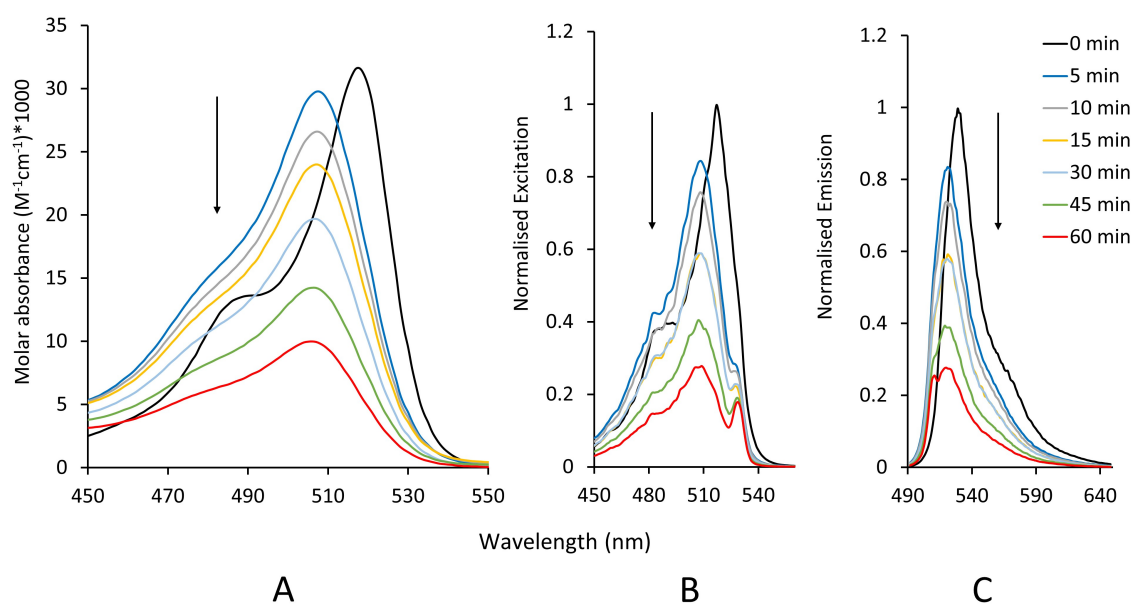 Molar absorbance (M-1cm-1)*1000
35
30
25
20
15
10
5
0
450
470
490
510
530
550
A
Normalised Excitation
1.2
1
0.8
0.6
0.4
0.2
0
450
480
510
540
B
Normalised Emission
1.2
1
0.8
0.6
0.4
0.2
0
490
540
590
640
C
0 min
5 min
10 min
15 min
30 min
45 min
60 min
Wavelength (nm)